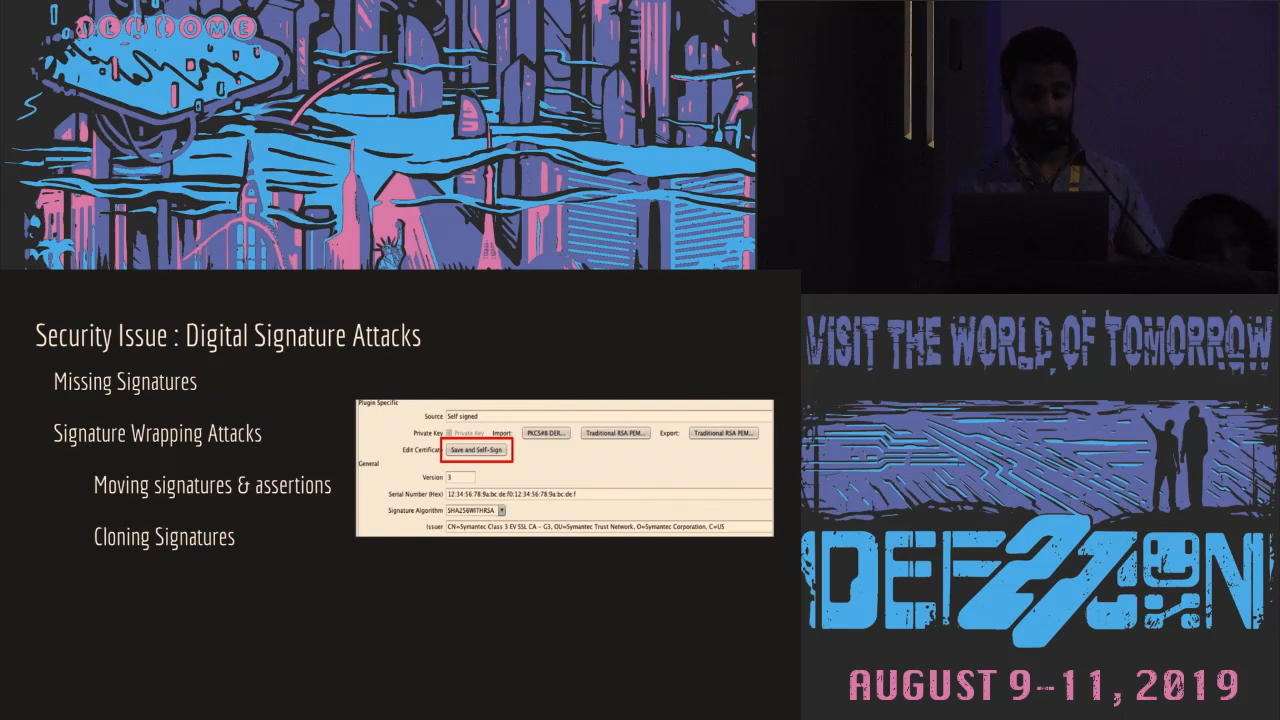 WELCOME
Security Issue : Digital Signature Attacks
Missing Signatures
Signature Wrapping Attacks
Moving signatures & assertions
Cloning Signatures
Plugin Specific
Source Self signed
Private Key Private Key Import: PKCS#8 DER... Traditional RSA PEM... Export: Traditional RSA PEM...
Edit Certificate Save and Self-Sign
General
Version 3
Serial Number (Hex) 12:34:56:78:9a:bc:de:f0:12:34:56:78:9a:bc:de:f
Signature Algorithm SHA256WITHRSA
Issuer CN=Symantec Class 3 EV SSL CA - G3, OU=Symantec Trust Network, O=Symantec Corporation, C=US
VISIT THE WORLD OF TOMORROW
DEF 27 CON
AUGUST 9-11, 2019